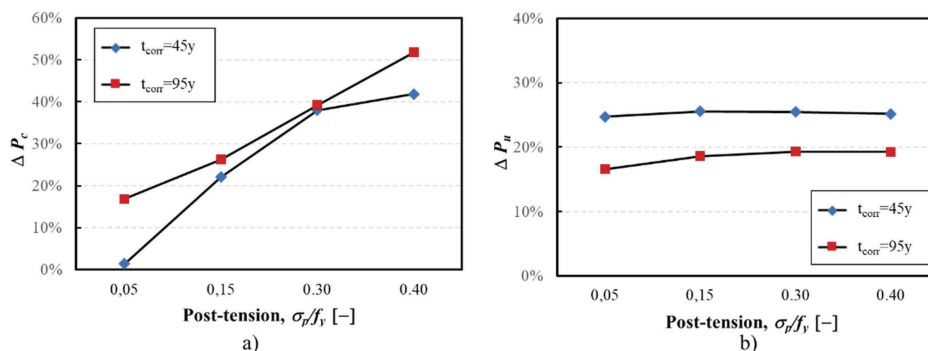 60%
50%
40%
30%
20%
10%
0%
Δ P_c
t_corr=45y
t_corr=95y
0,05 0,15 0.30 0.40
Post-tension, σ_p/f_y [−]
a)
40%
30%
20%
10%
0%
Δ P_u
t_corr=45y
t_corr=95y
0,05 0,15 0.30 0.40
Post-tension, σ_p/f_y [−]
b)